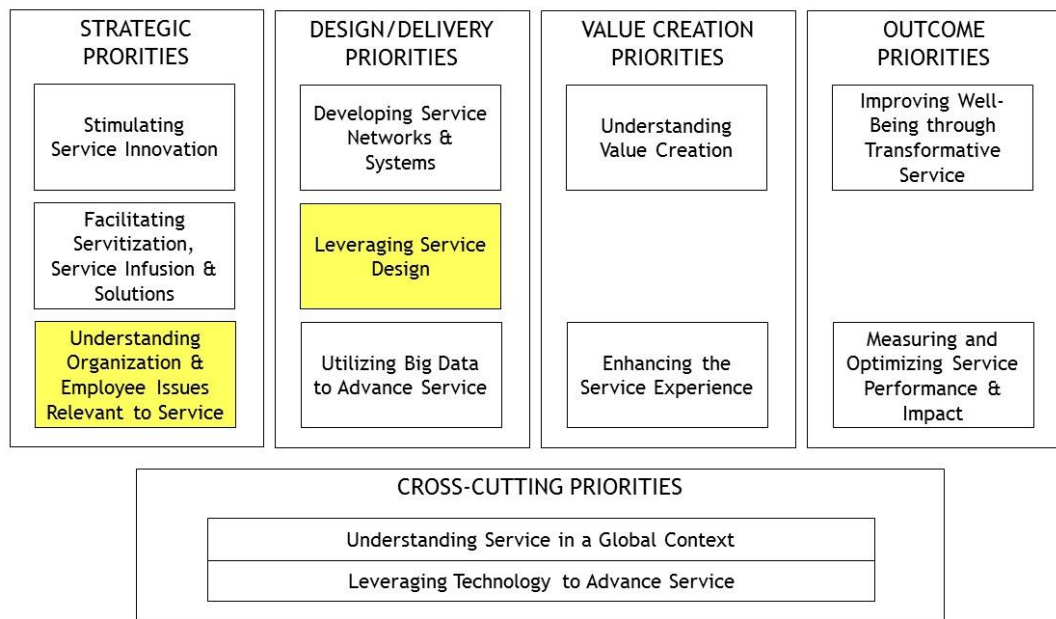 STRATEGIC
PRORITIES
Stimulating
Service Innovation
Facilitating
Servitization,
Service Infusion &
Solutions
Understanding
Organization &
Employee Issues
Relevant to Service
DESIGN/DELIVERY
PRIORITIES
Developing Service
Networks &
Systems
Leveraging Service
Design
Utilizing Big Data
to Advance Service
VALUE CREATION
PRIORITIES
Understanding
Value Creation
Enhancing the
Service Experience
OUTCOME
PRIORITIES
Improving Well-
Being through
Transformative
Service
Measuring and
Optimizing Service
Performance &
Impact
CROSS-CUTTING PRIORITIES
Understanding Service in a Global Context
Leveraging Technology to Advance Service